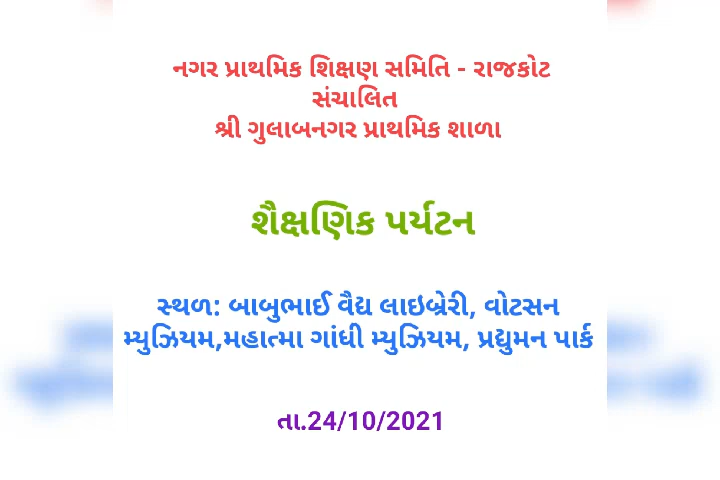 નગર પ્રાથમિક શિક્ષણ સમિતિ - રાજકોટ
સંચાલિત
શ્રી ગુલાબનગર પ્રાથમિક શાળા
શૈક્ષણિક પર્યટન
સ્થળ: બાબુભાઈ વૈદ્ય લાઇબ્રેરી, વોટસન
મ્યુઝિયમ,મહાત્મા ગાંધી મ્યુઝિયમ, પ્રદ્યુમન પાર્ક
તા.24/10/2021